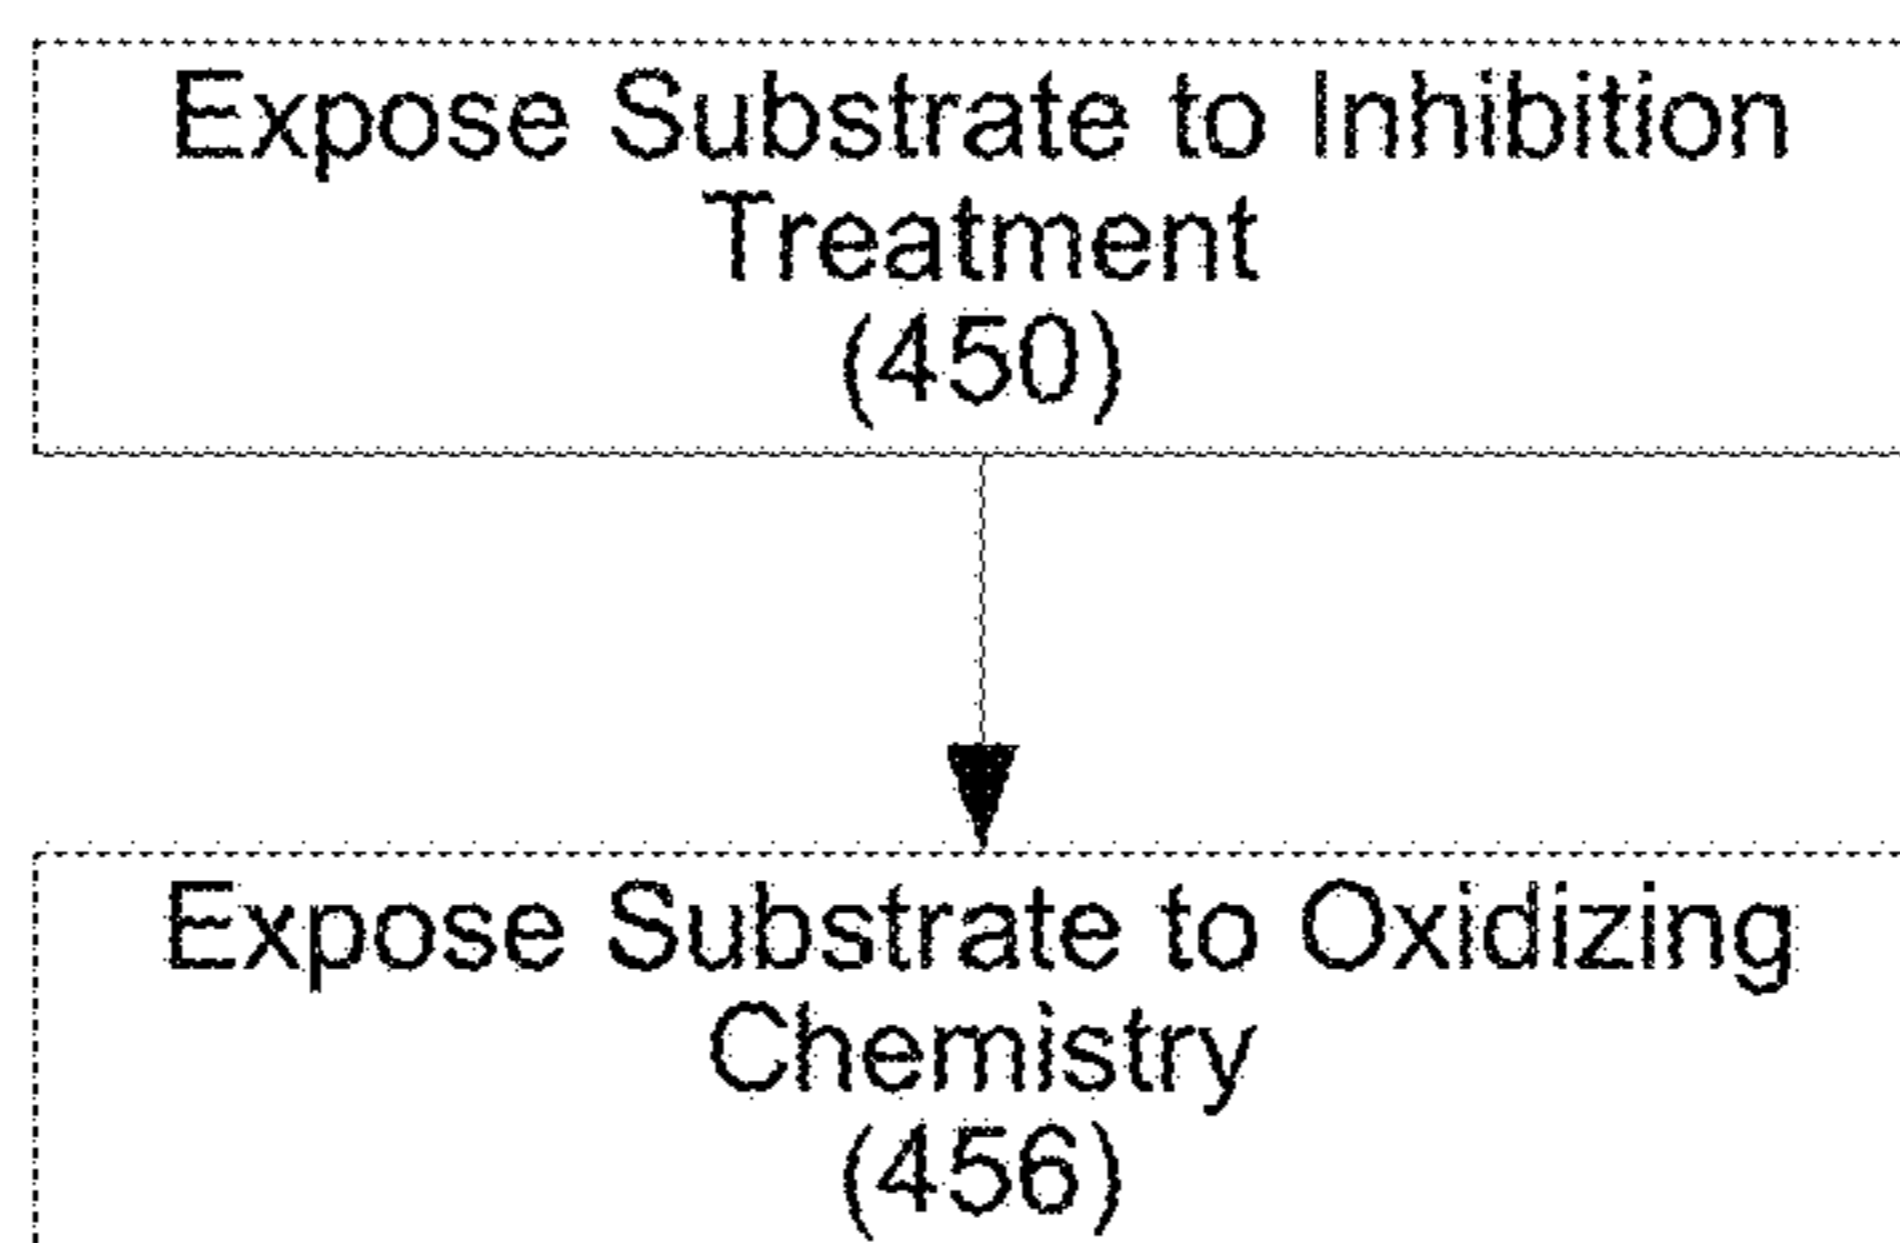 Expose Substrate to Inhibition
Treatment
(450)
Expose Substrate to Oxidizing
Chemistry
(456)